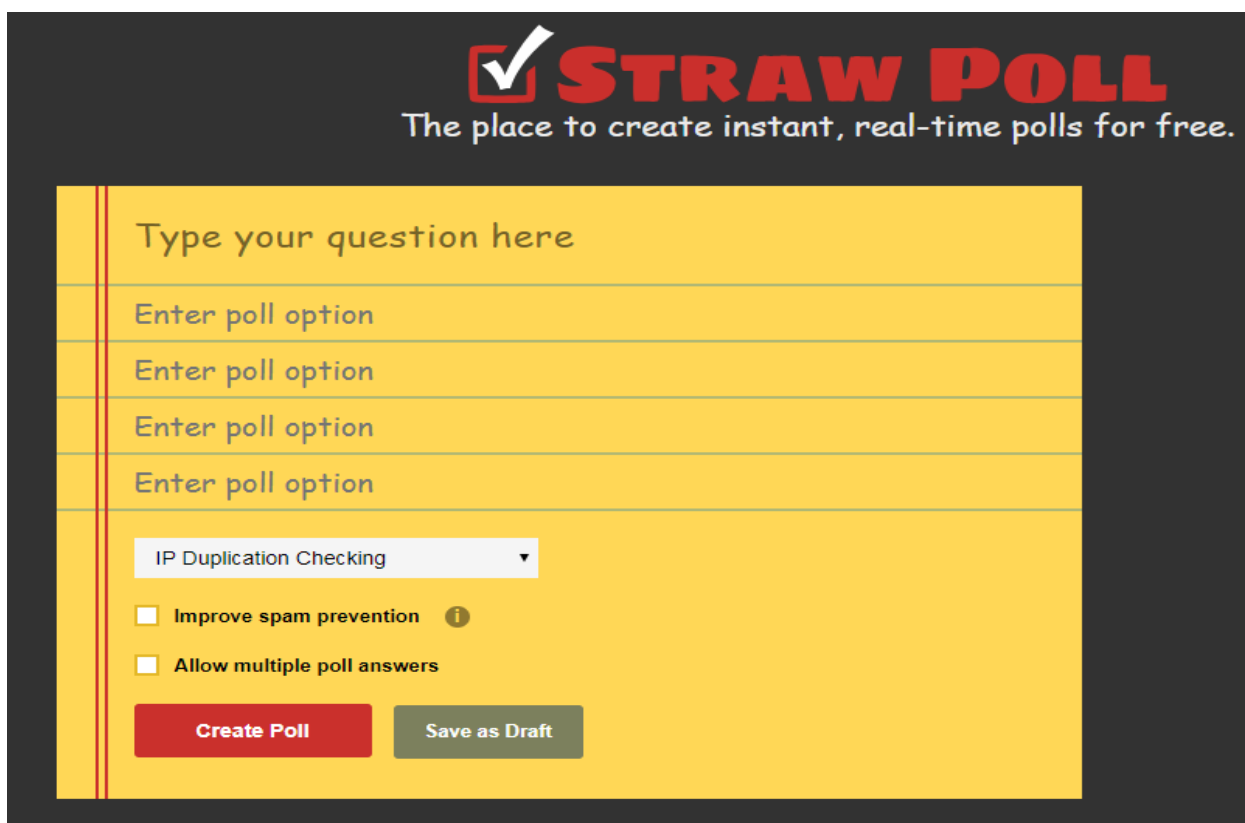 STRAW POLL
The place to create instant, real-time polls for free.
Type your question here
Enter poll option
Enter poll option
Enter poll option
Enter poll option
IP Duplication Checking
Improve spam prevention i
Allow multiple poll answers
Create Poll Save as Draft